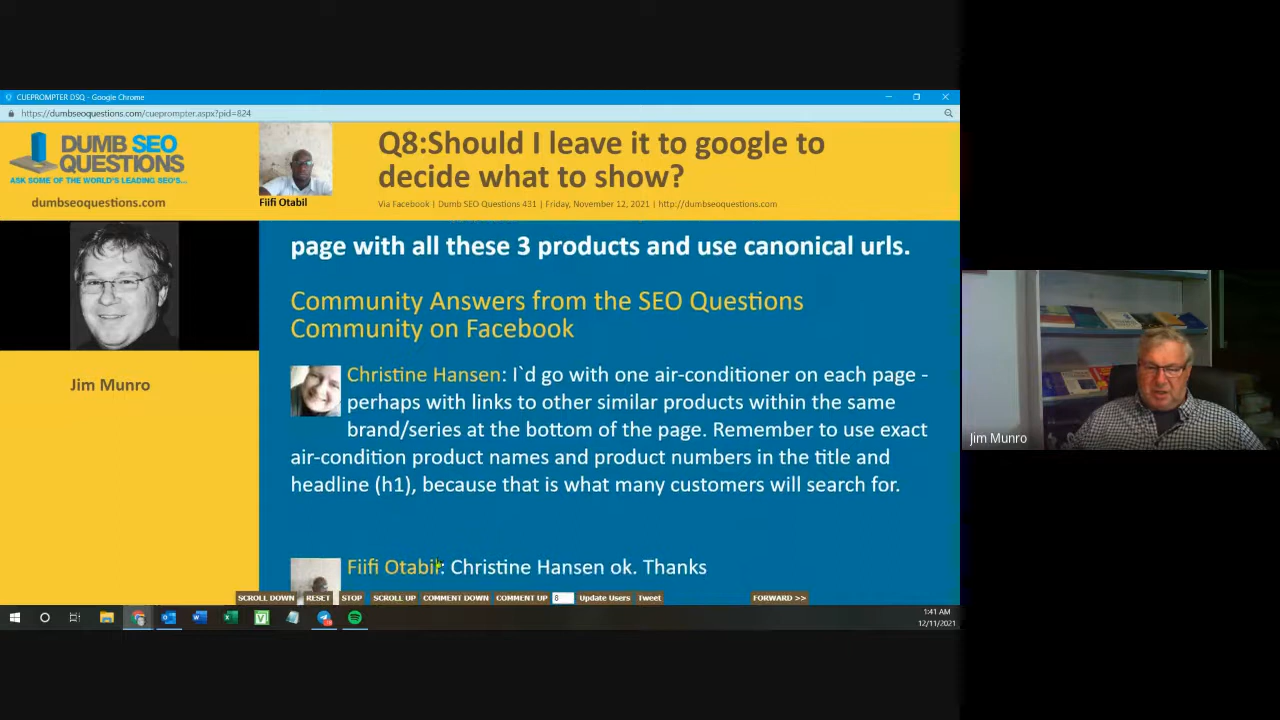 CUEPROMPTER DSQ - Google Chrome
https://dumbseoquestions.com/cueprompter.aspx?pid=824
DUMB SEO
QUESTIONS
ASK SOME OF THE WORLD'S LEADING SEO'S...
dumbseoquestions.com
Fiifi Otabil
Q8:Should I leave it to google to
decide what to show?
Via Facebook | Dumb SEO Questions 431 | Friday, November 12, 2021 | http://dumbseoquestions.com
Jim Munro
page with all these 3 products and use canonical urls.
Community Answers from the SEO Questions
Community on Facebook
Christine Hansen: I`d go with one air-conditioner on each page -
perhaps with links to other similar products within the same
brand/series at the bottom of the page. Remember to use exact
air-condition product names and product numbers in the title and
headline (h1), because that is what many customers will search for.
Fiifi Otabil: Christine Hansen ok. Thanks
SCROLL DOWN RESET STOP SCROLL UP COMMENT DOWN COMMENT UP 8 Update Users Tweet FORWARD >>
1:41 AM
12/11/2021
Jim Munro